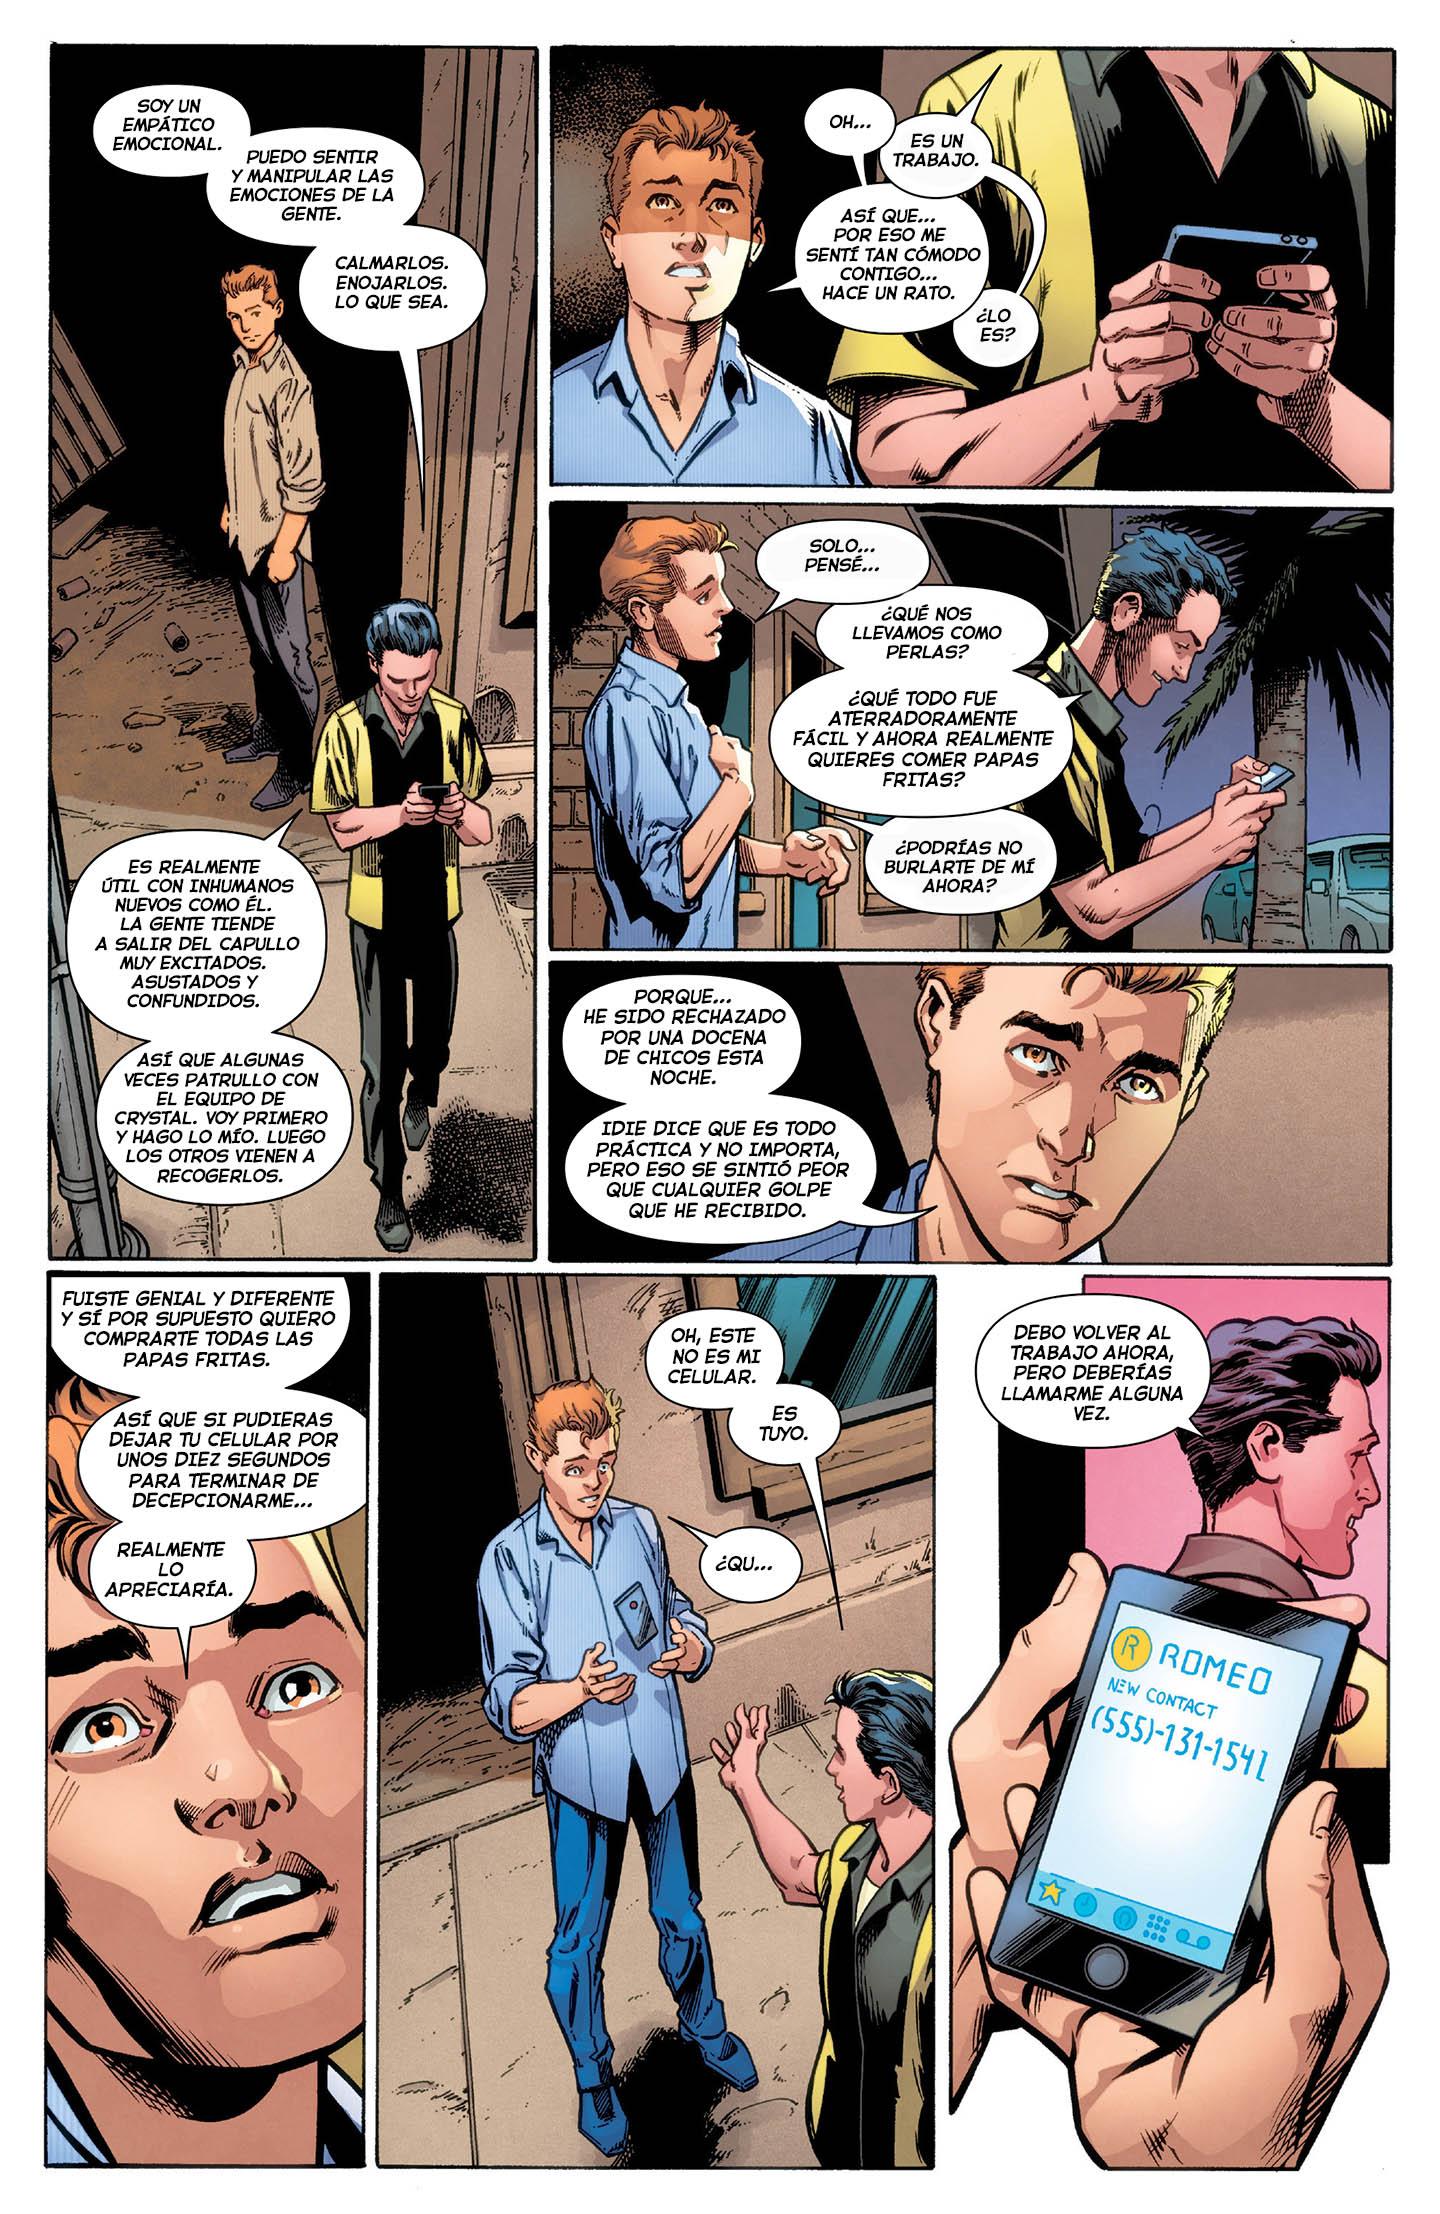 SOY UN
EMPÁTICO
EMOCIONAL.
PUEDO SENTIR
Y MANIPULAR LAS
EMOCIONES DE LA
GENTE.
CALMARLOS.
ENOJARLOS.
LO QUE SEA.
ES REALMENTE
ÚTIL CON INHUMANOS
NUEVOS COMO ÉL.
LA GENTE TIENDE
A SALIR DEL CAPULLO
MUY EXCITADOS.
ASUSTADOS Y
CONFUNDIDOS.
ASÍ QUE ALGUNAS
VECES PATRULLO CON
EL EQUIPO DE
CRYSTAL. VOY PRIMERO
Y HAGO LO MÍO. LUEGO
LOS OTROS VIENEN A
RECOGERLOS.
OH...
ES UN
TRABAJO.
ASÍ QUE...
POR ESO ME
SENTÍ TAN CÓMODO
CONTIGO...
HACE UN RATO.
¿LO
ES?
SOLO...
PENSÉ...
¿QUÉ NOS
LLEVAMOS COMO
PERLAS?
¿QUÉ TODO FUE
ATERRADORAMENTE
FÁCIL Y AHORA REALMENTE
QUIERES COMER PAPAS
FRITAS?
¿PODRÍAS NO
BURLARTE DE MÍ
AHORA?
PORQUE...
HE SIDO RECHAZADO
POR UNA DOCENA
DE CHICOS ESTA
NOCHE.
IDIE DICE QUE ES TODO
PRÁCTICA Y NO IMPORTA,
PERO ESO SE SINTIÓ PEOR
QUE CUALQUIER GOLPE
QUE HE RECIBIDO.
FUISTE GENIAL Y DIFERENTE
Y SÍ POR SUPUESTO QUIERO
COMPRARTE TODAS LAS
PAPAS FRITAS.
ASÍ QUE SI PUDIERAS
DEJAR TU CELULAR POR
UNOS DIEZ SEGUNDOS
PARA TERMINAR DE
DECEPCIONARME...
REALMENTE
LO
APRECIARÍA.
OH, ESTE
NO ES MI
CELULAR.
ES
TUYO.
¿QU...
DEBO VOLVER AL
TRABAJO AHORA,
PERO DEBERÍAS
LLAMARME ALGUNA
VEZ.
R ROMEO
NEW CONTACT
(555)-131-1541